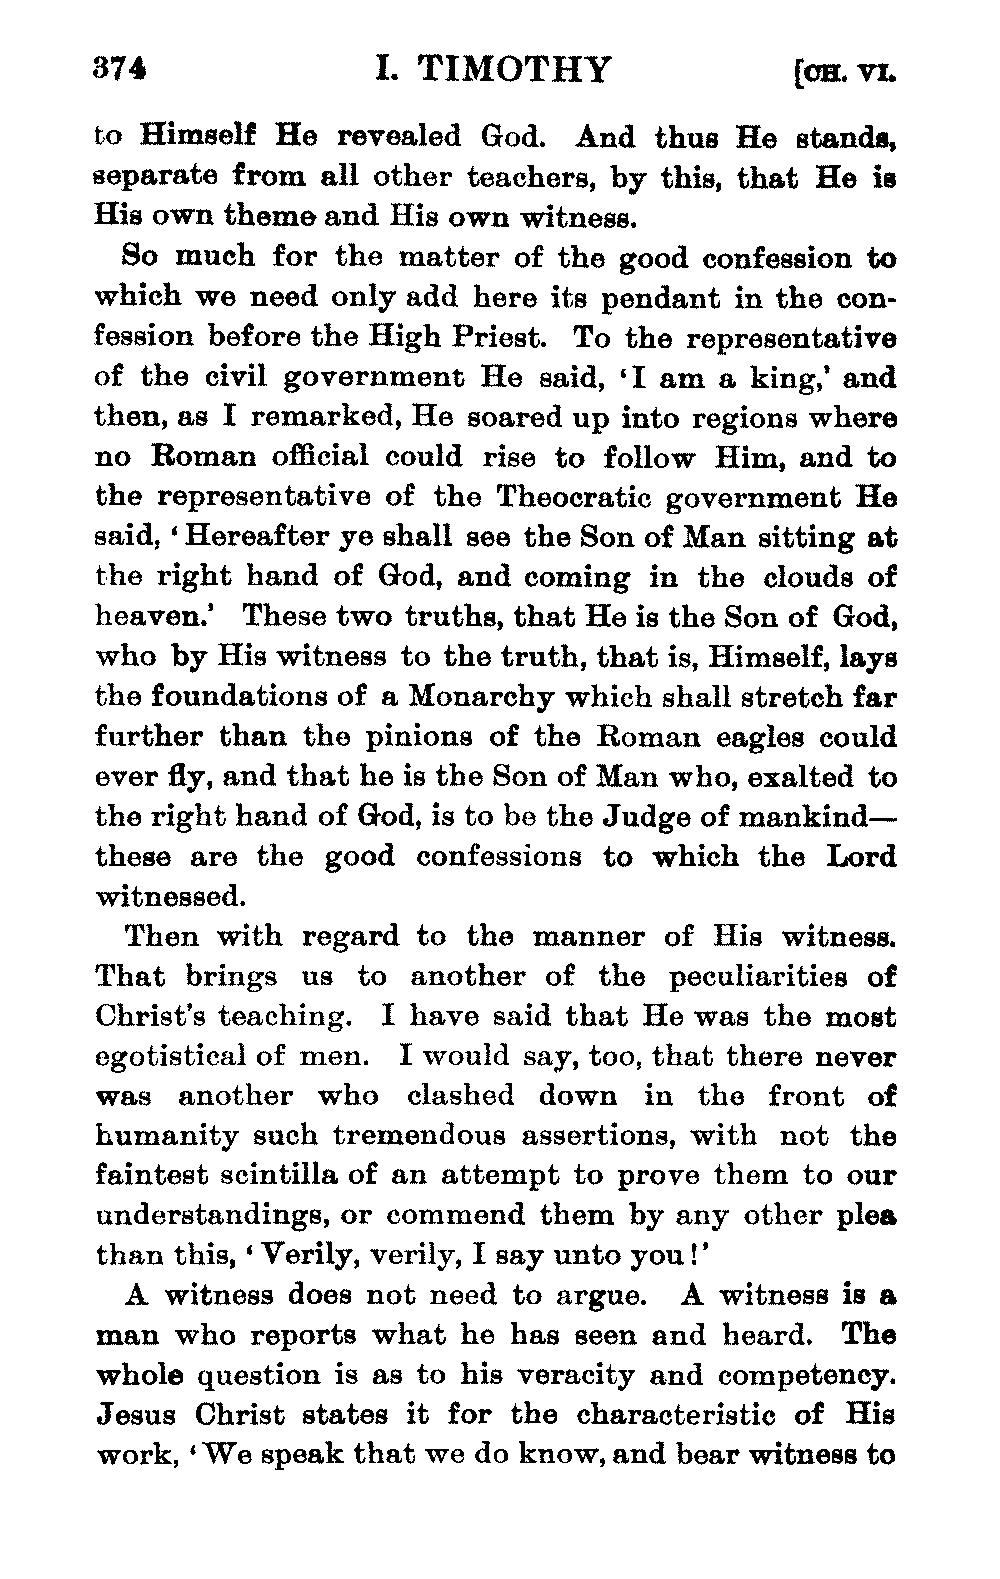 374 I. TIMOTHY [CH. VI.
to Himself He revealed God. And thus He stands,
separate from all other teachers, by this, that He is
His own theme and His own witness.
So much for the matter of the good confession to
which we need only add here its pendant in the con-
fession before the High Priest. To the representative
of the civil government He said, ‘I am a king,’ and
then, as I remarked, He soared up into regions where
no Roman official could rise to follow Him, and to
the representative of the Theocratic government He
said, ‘Hereafter ye shall see the Son of Man sitting at
the right hand of God, and coming in the clouds of
heaven.’ These two truths, that He is the Son of God,
who by His witness to the truth, that is, Himself, lays
the foundations of a Monarchy which shall stretch far
further than the pinions of the Roman eagles could
ever fly, and that he is the Son of Man who, exalted to
the right hand of God, is to be the Judge of mankind—
these are the good confessions to which the Lord
witnessed.
Then with regard to the manner of His witness.
That brings us to another of the peculiarities of
Christ’s teaching. I have said that He was the most
egotistical of men. I would say, too, that there never
was another who clashed down in the front of
humanity such tremendous assertions, with not the
faintest scintilla of an attempt to prove them to our
understandings, or commend them by any other plea
than this, ‘Verily, verily, I say unto you!’
A witness does not need to argue. A witness is a
man who reports what he has seen and heard. The
whole question is as to his veracity and competency.
Jesus Christ states it for the characteristic of His
work, ‘We speak that we do know, and bear witness to